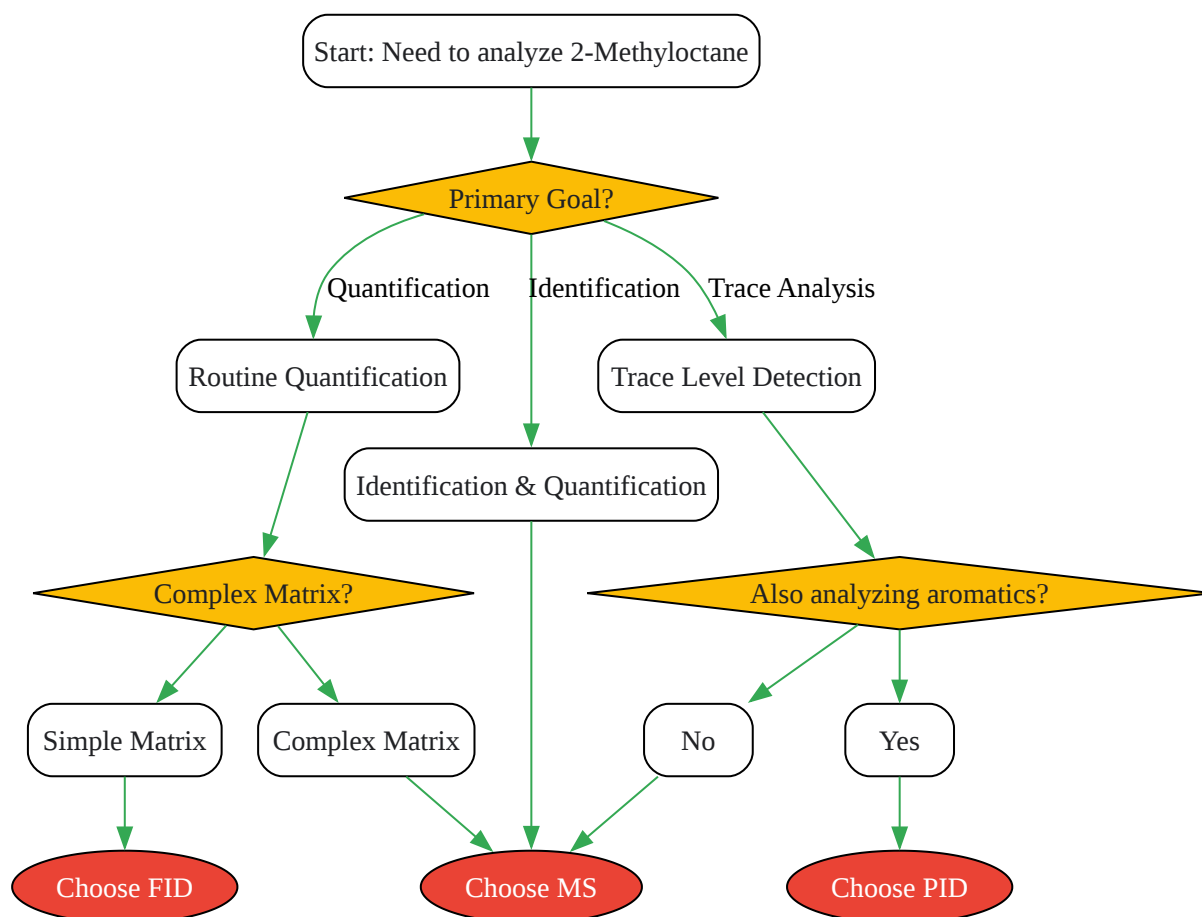 Start: Need to analyze 2-Methyloctane
Primary Goal?
Quantification
Identification
Trace Analysis
Routine Quantification
Trace Level Detection
Identification & Quantification
Complex Matrix?
Also analyzing aromatics?
Simple Matrix
Complex Matrix
No
Yes
Choose FID
Choose MS
Choose PID